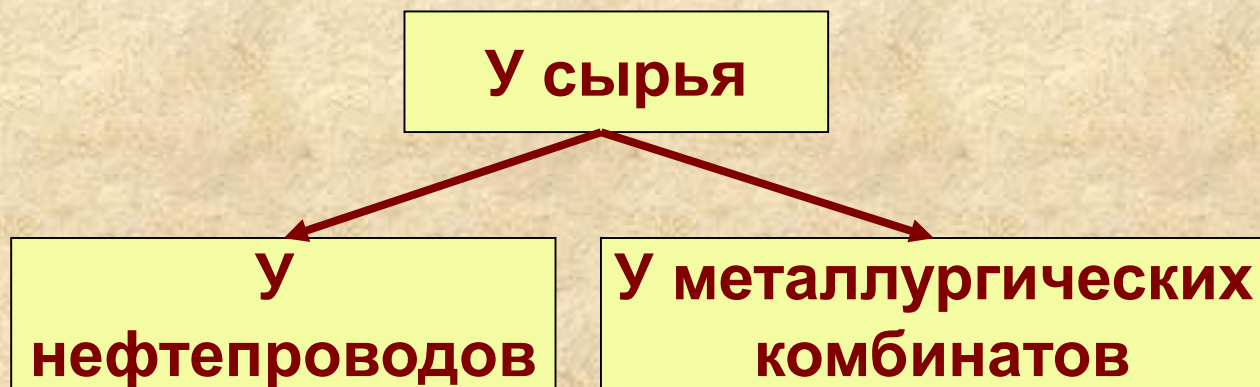 У сырья
У
нефтепроводов
У металлургических
комбинатов